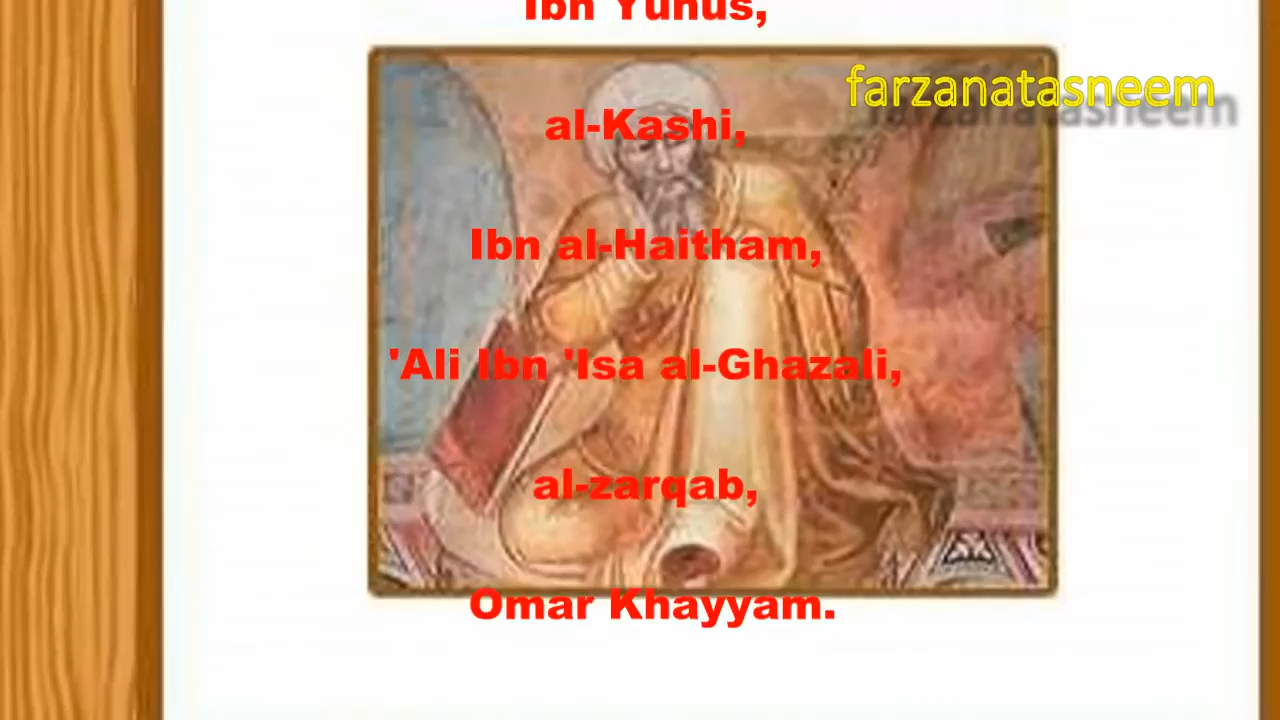 Ibn Yunus,
farzanatasneem
al-Kashi,
Ibn al-Haitham,
'Ali Ibn 'Isa al-Ghazali,
al-zarqab,
Omar Khayyam.